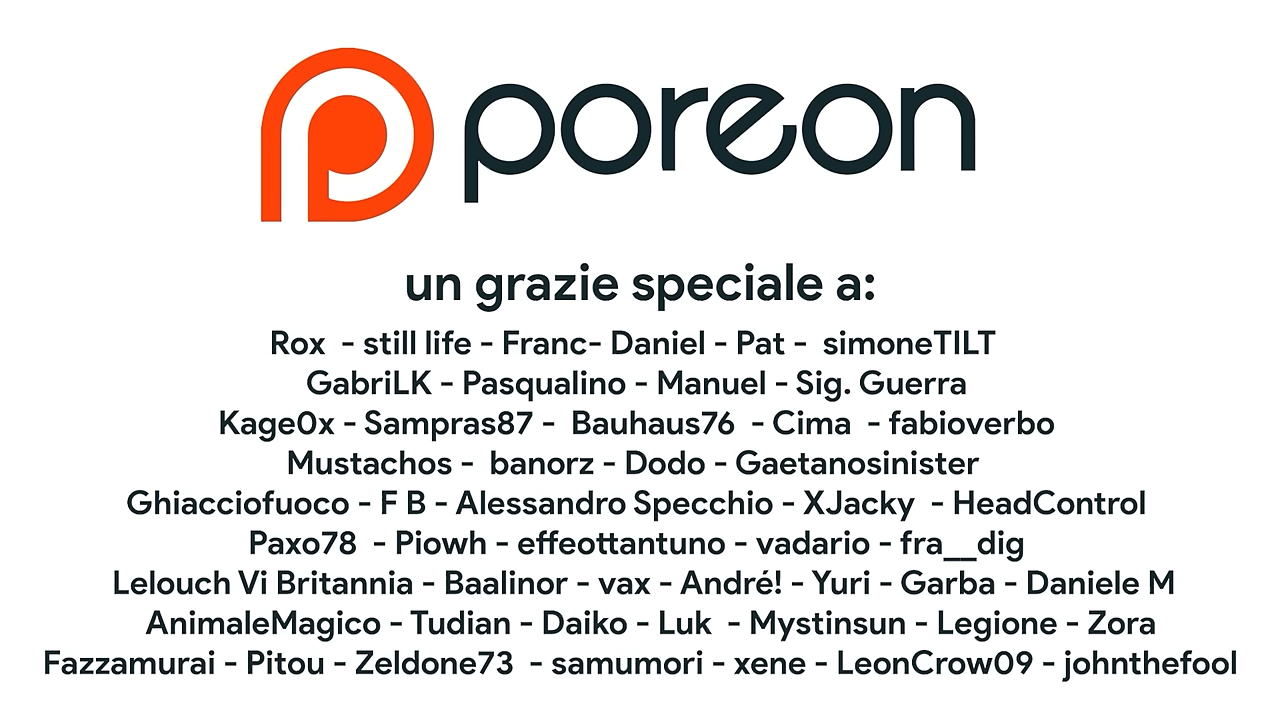 poreon
un grazie speciale a:
Rox - still life - Franc- Daniel - Pat - simoneTILT
GabriLK - Pasqualino - Manuel - Sig. Guerra
Kage0x - Sampras87 - Bauhaus76 - Cima - fabioverbo
Mustachos - banorz - Dodo - Gaetanosinister
Ghiacciofuoco - F B - Alessandro Specchio - XJacky - HeadControl
Paxo78 - Piowh - effeottantuno - vadario - fra__dig
Lelouch Vi Britannia - Baalinor - vax - André! - Yuri - Garba - Daniele M
AnimaleMagico - Tudian - Daiko - Luk - Mystinsun - Legione - Zora
Fazzamurai - Pitou - Zeldone73 - samumori - xene - LeonCrow09 - johnthefool